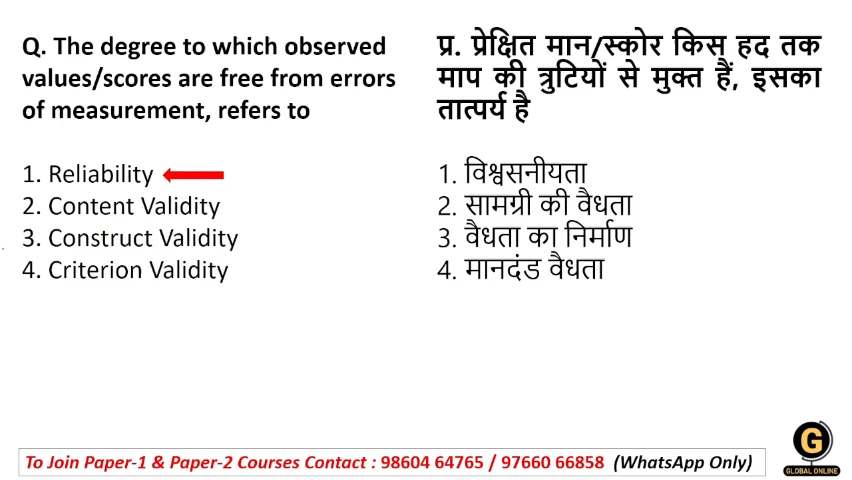 Q. The degree to which observed
values/scores are free from errors
of measurement, refers to
1. Reliability
2. Content Validity
3. Construct Validity
4. Criterion Validity
प्र. प्रेक्षित मान/स्कोर किस हद तक
माप की त्रुटियों से मुक्त हैं, इसका
तात्पर्य है
1. विश्वसनीयता
2. सामग्री की वैधता
3. वैधता का निर्माण
4. मानदंड वैधता
To Join Paper-1 & Paper-2 Courses Contact : 98604 64765 / 97660 66858 (WhatsApp Only)
G
GLOBAL ONLINE